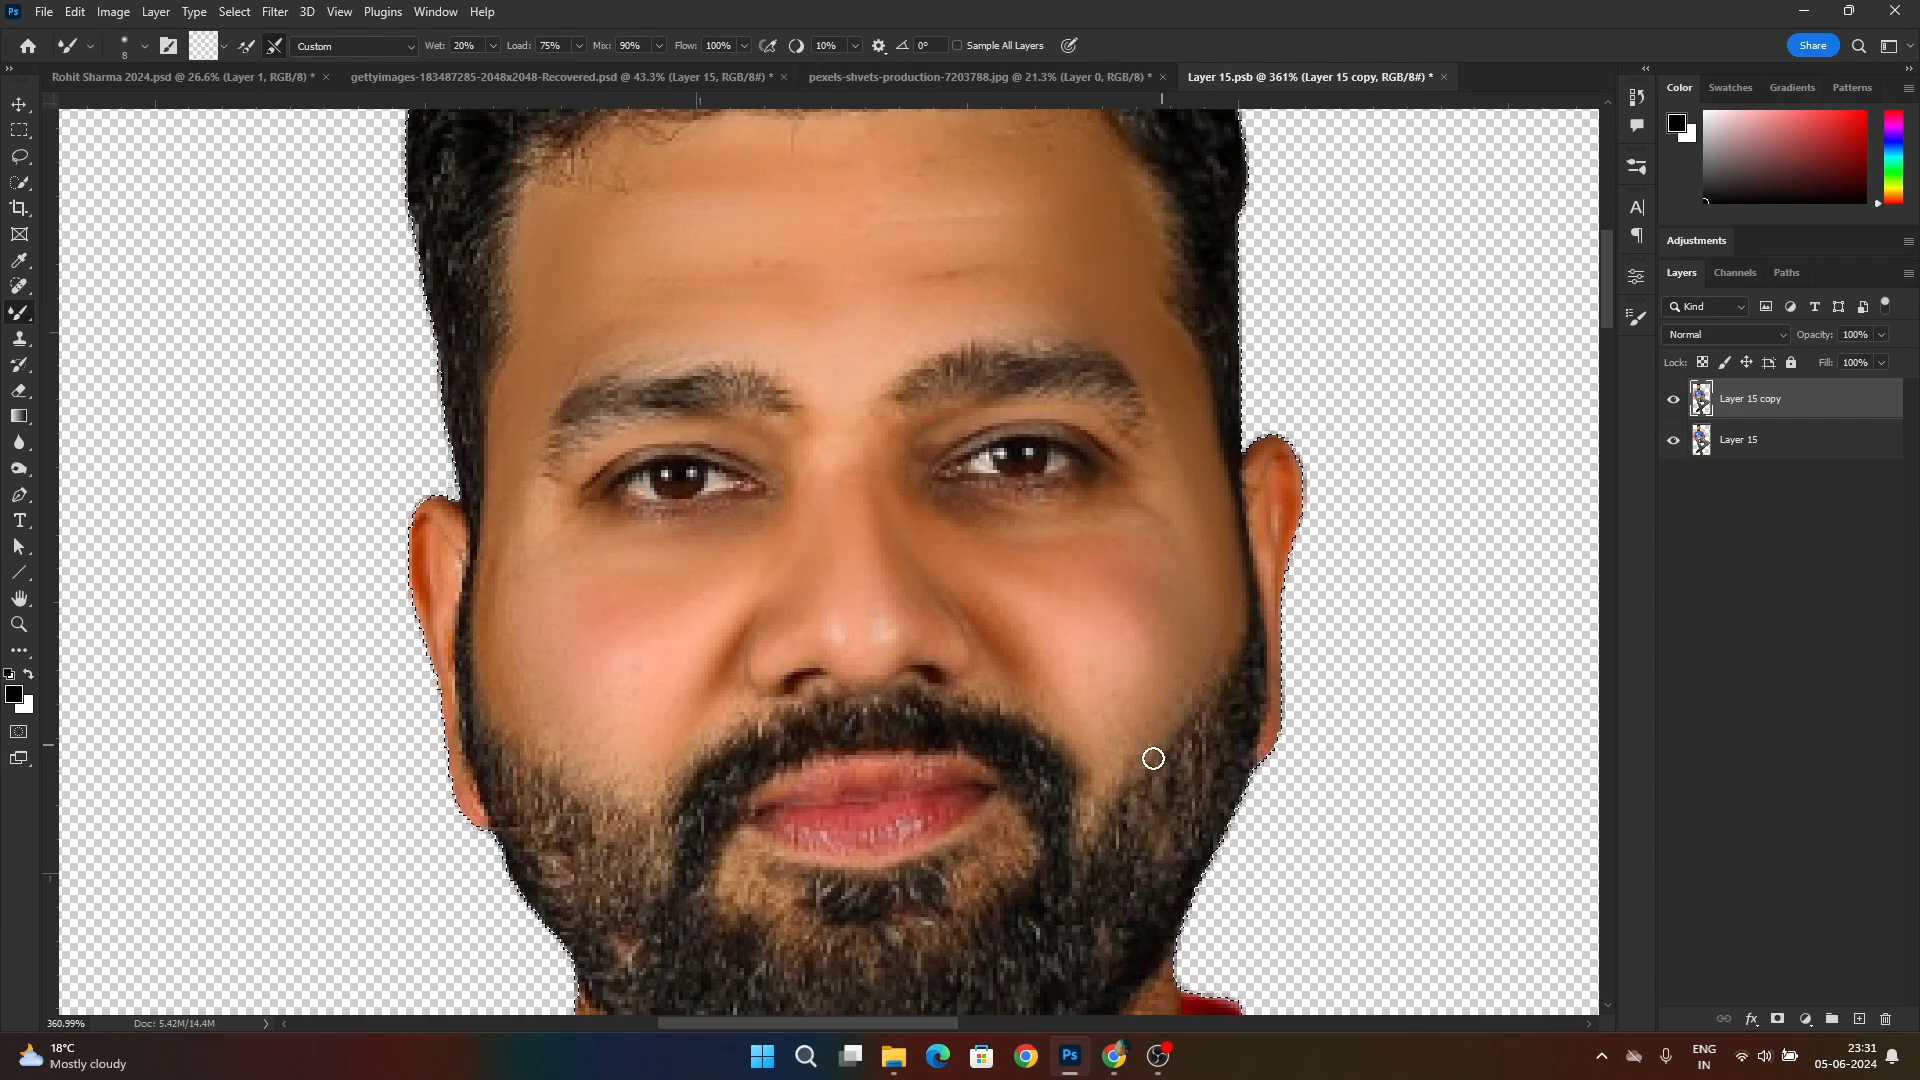 Ps File Edit Image Layer Type Select Filter 3D View Plugins Window Help
8 Custom Wet: 20% Load: 75% Mix: 90% Flow: 100% 10% 0° Sample All Layers Share
Rohit Sharma 2024.psd @ 26.6% (Layer 1, RGB/8) * × gettyimages-183487285-2048x2048-Recovered.psd @ 43.3% (Layer 15, RGB/8#) * × pexels-shvets-production-7203788.jpg @ 21.3% (Layer 0, RGB/8) * × Layer 15.psb @ 361% (Layer 15 copy, RGB/8#) * ×
Color Swatches Gradients Patterns
Adjustments
Layers Channels Paths
Kind
Normal Opacity: 100%
Lock: Fill: 100%
Layer 15 copy
Layer 15
360.99% Doc: 5.42M/14.4M
18°C
Mostly cloudy
Ps
ENG
IN
23:31
05-06-2024